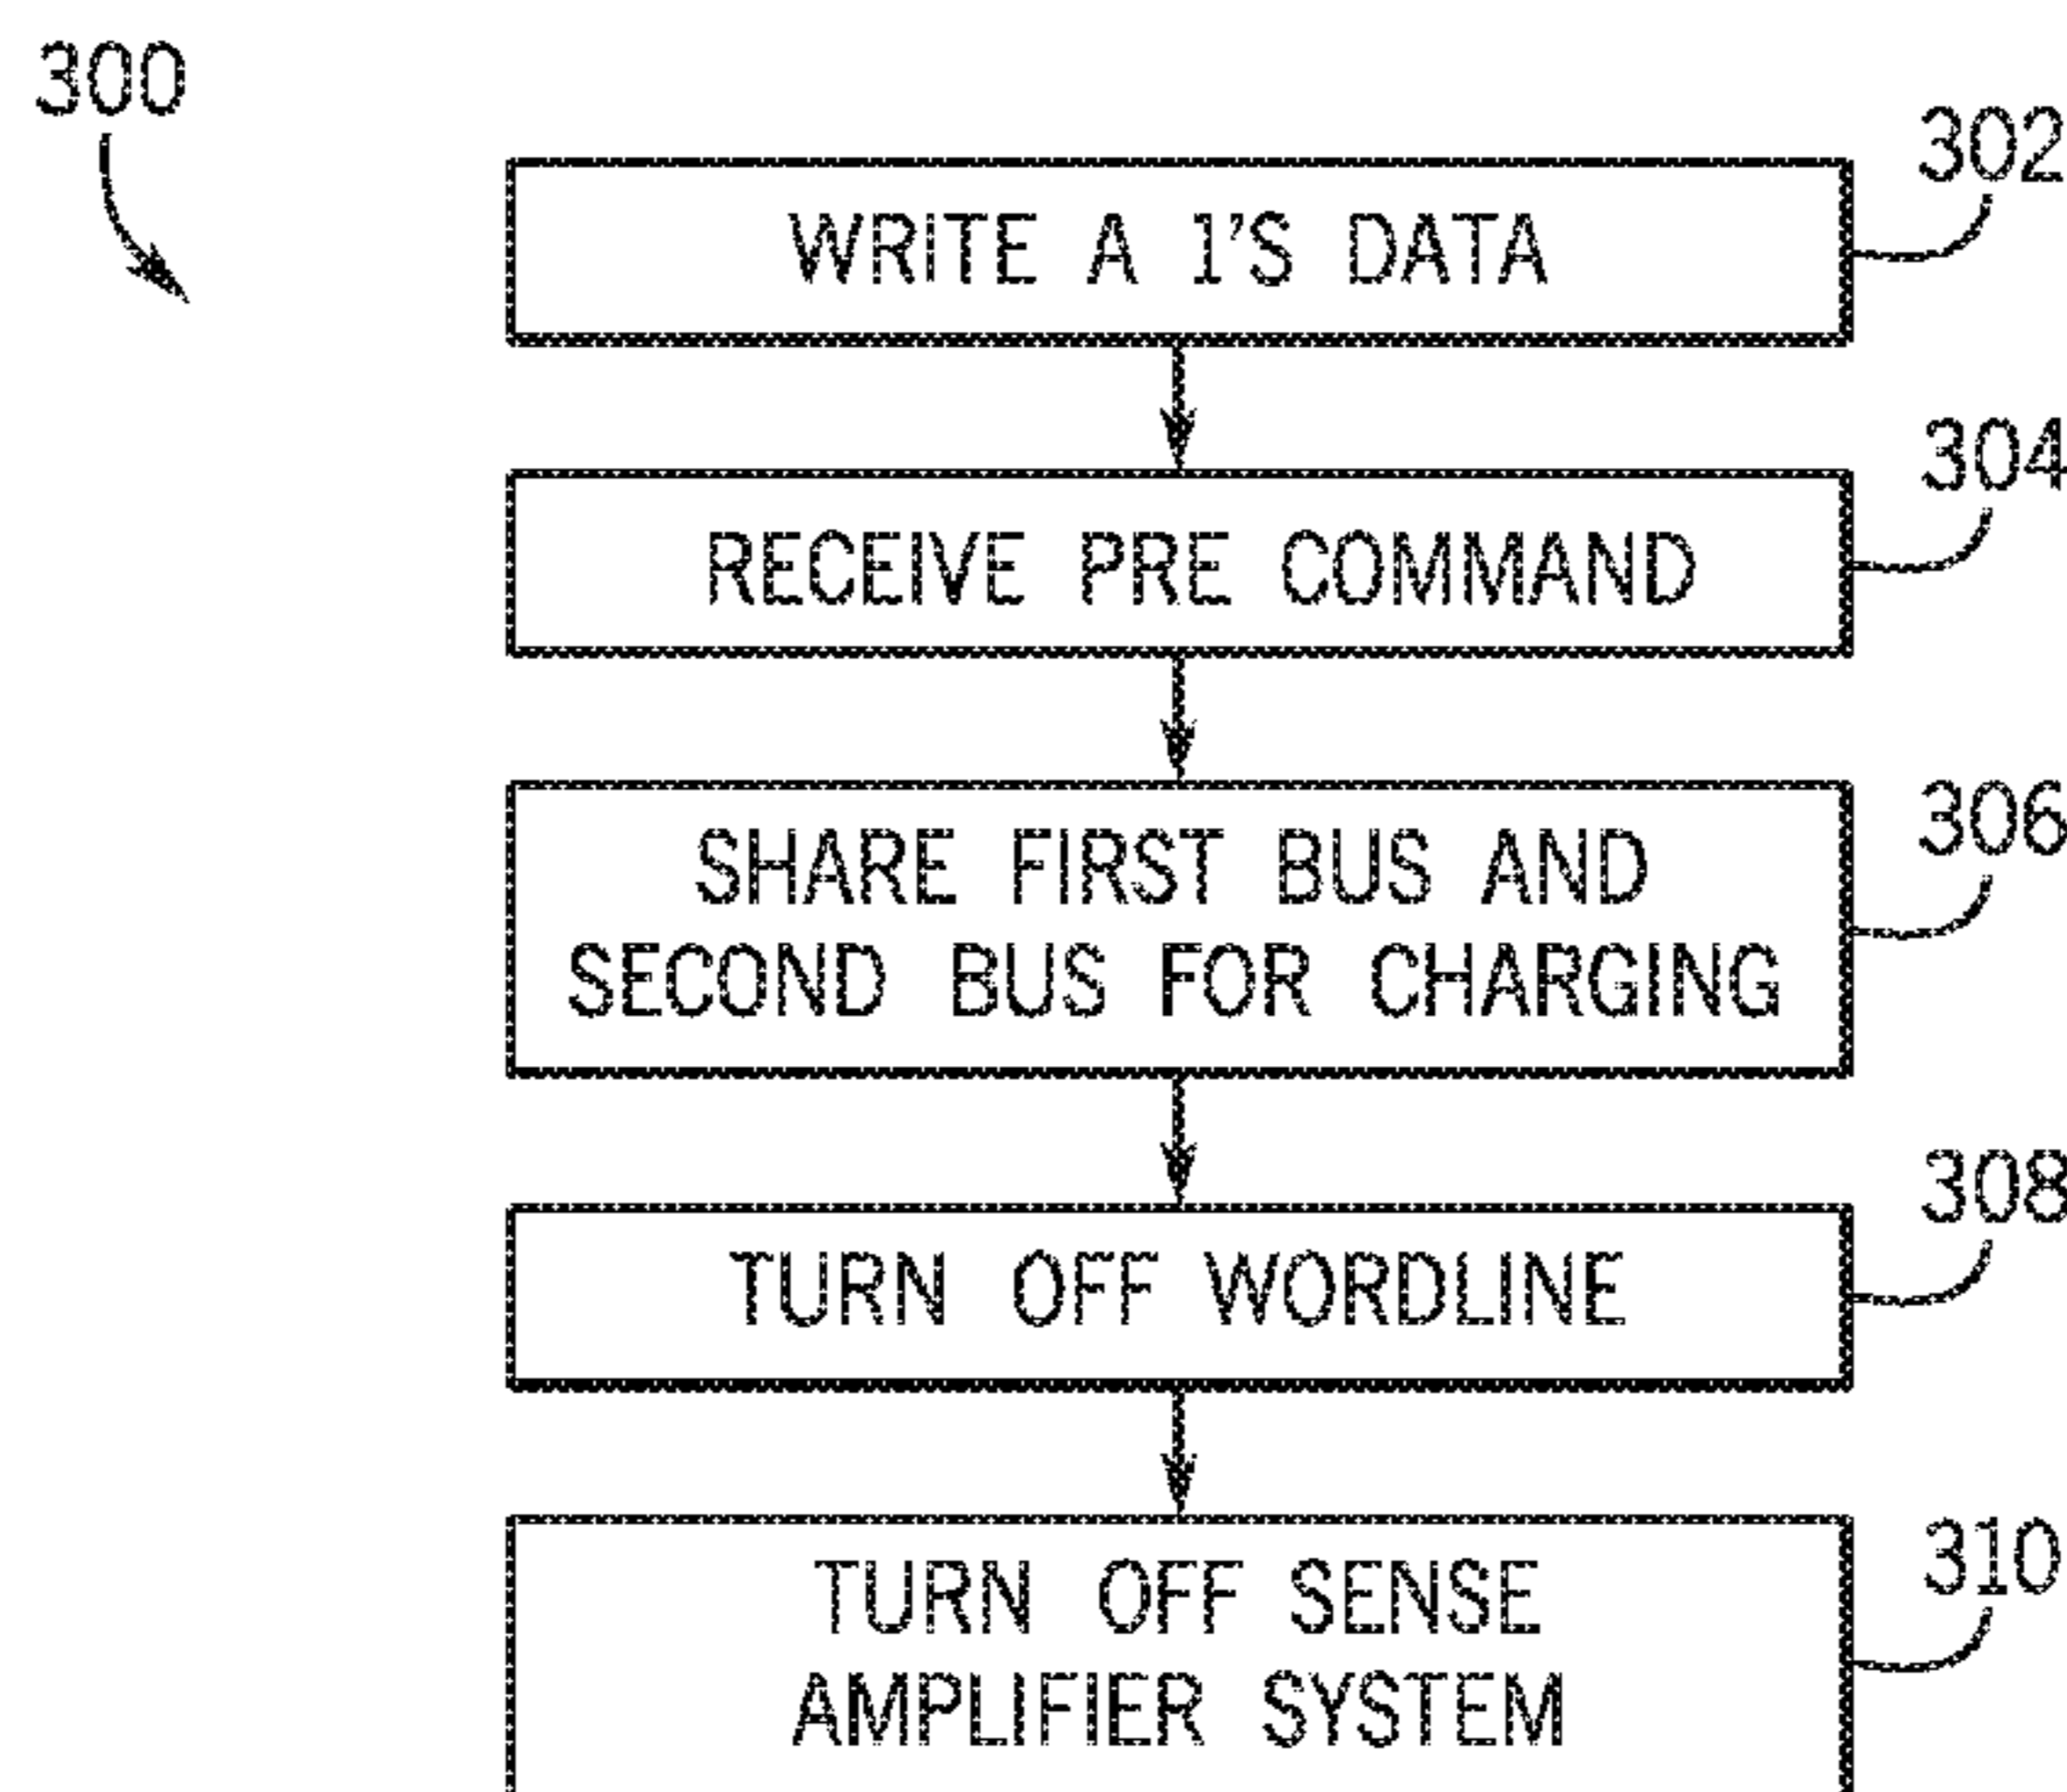 300
302
WRITE A 1'S DATA
304
RECEIVE PRE COMMAND
306
SHARE FIRST BUS AND
SECOND BUS FOR CHARGING
308
TURN OFF WORDLINE
310
TURN OFF SENSE
AMPLIFIER SYSTEM